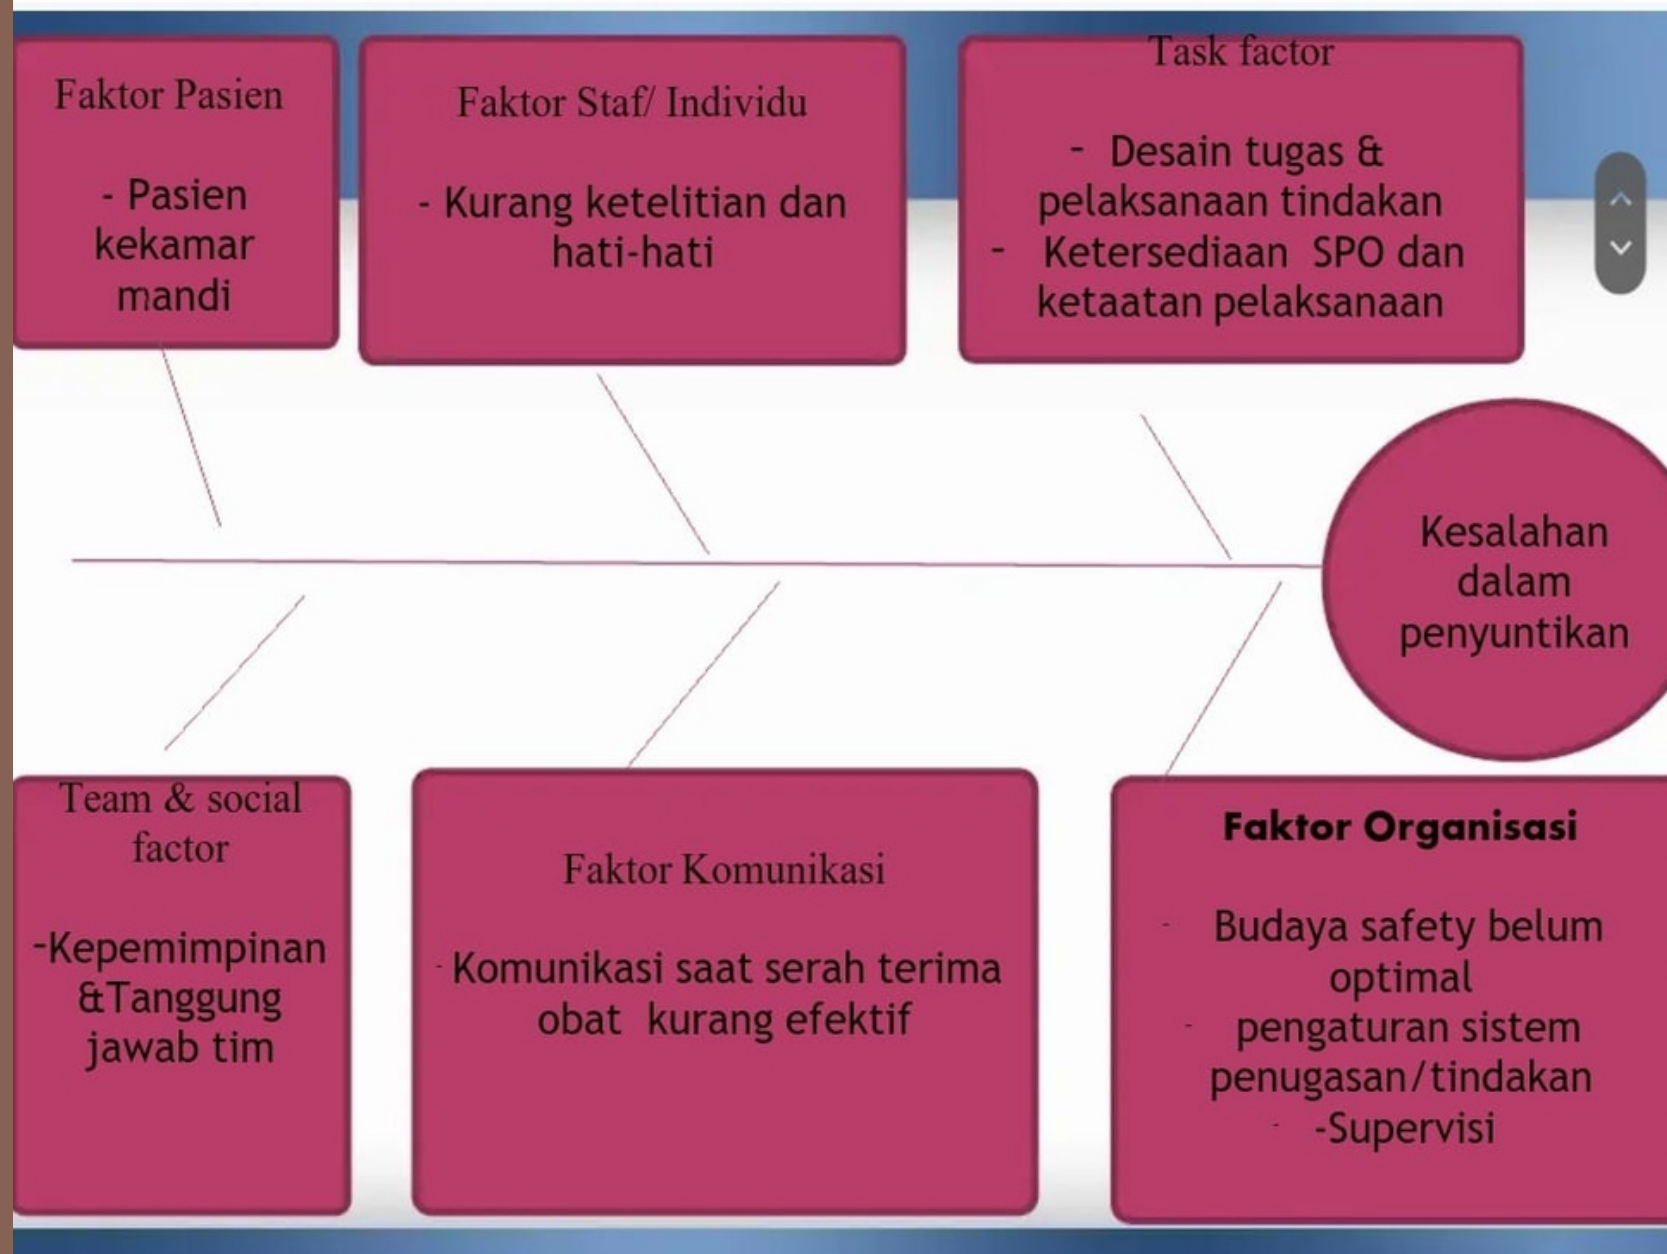 Faktor Pasien
- Pasien
kekamar
mandi
Faktor Staf/ Individu
- Kurang ketelitian dan
hati-hati
Task factor
- Desain tugas &
pelaksanaan tindakan
- Ketersediaan SPO dan
ketaatan pelaksanaan
Kesalahan
dalam
penyuntikan
Team & social
factor
-Kepemimpinan
&Tanggung
jawab tim
Faktor Komunikasi
- Komunikasi saat serah terima
obat kurang efektif
Faktor Organisasi
- Budaya safety belum
optimal
- pengaturan sistem
penugasan/tindakan
- -Supervisi